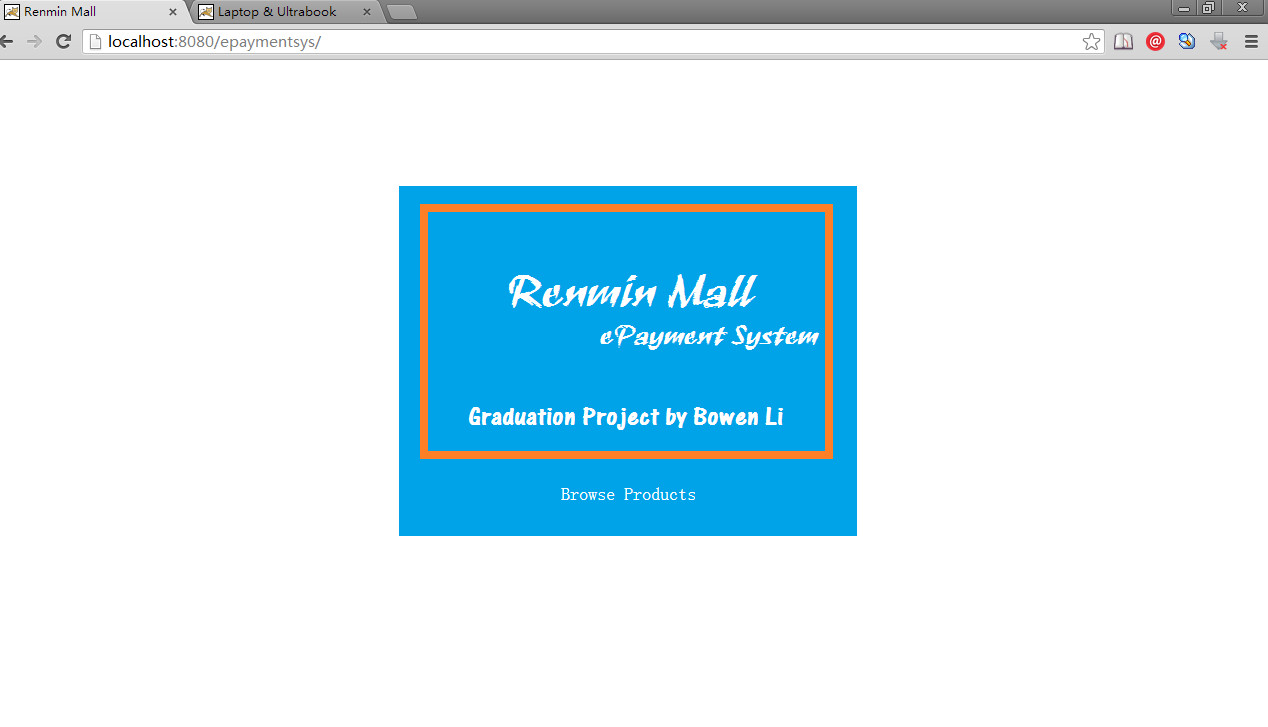 Renmin Mall
Laptop & Ultrabook
localhost:8080/epaymentsys/
Renmin Mall
ePayment System
Graduation Project by Bowen Li
Browse Products